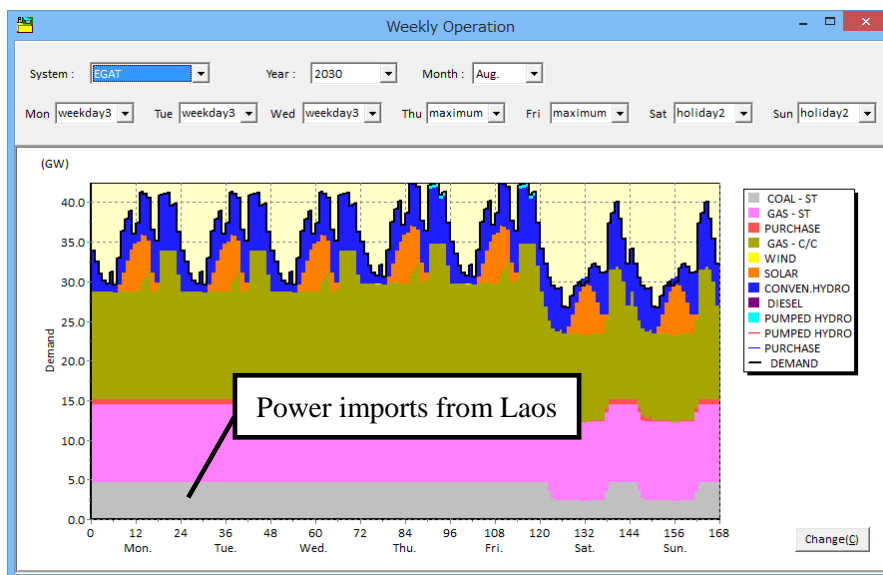 Weekly Operation
System : EGAT Year : 2030 Month : Aug.
Mon weekday3 Tue weekday3 Wed weekday3 Thu maximum Fri maximum Sat holiday2 Sun holiday2
(GW)
40.0
35.0
30.0
25.0
20.0
15.0
10.0
5.0
0.0
Demand
Power imports from Laos
0 12 24 36 48 60 72 84 96 108 120 132 144 156 168
Mon. Tue. Wed. Thu. Fri. Sat. Sun.
COAL - ST
GAS - ST
PURCHASE
GAS - C/C
WIND
SOLAR
CONVEN.HYDRO
DIESEL
PUMPED HYDRO
PUMPED HYDRO
PURCHASE
DEMAND
Change(C)